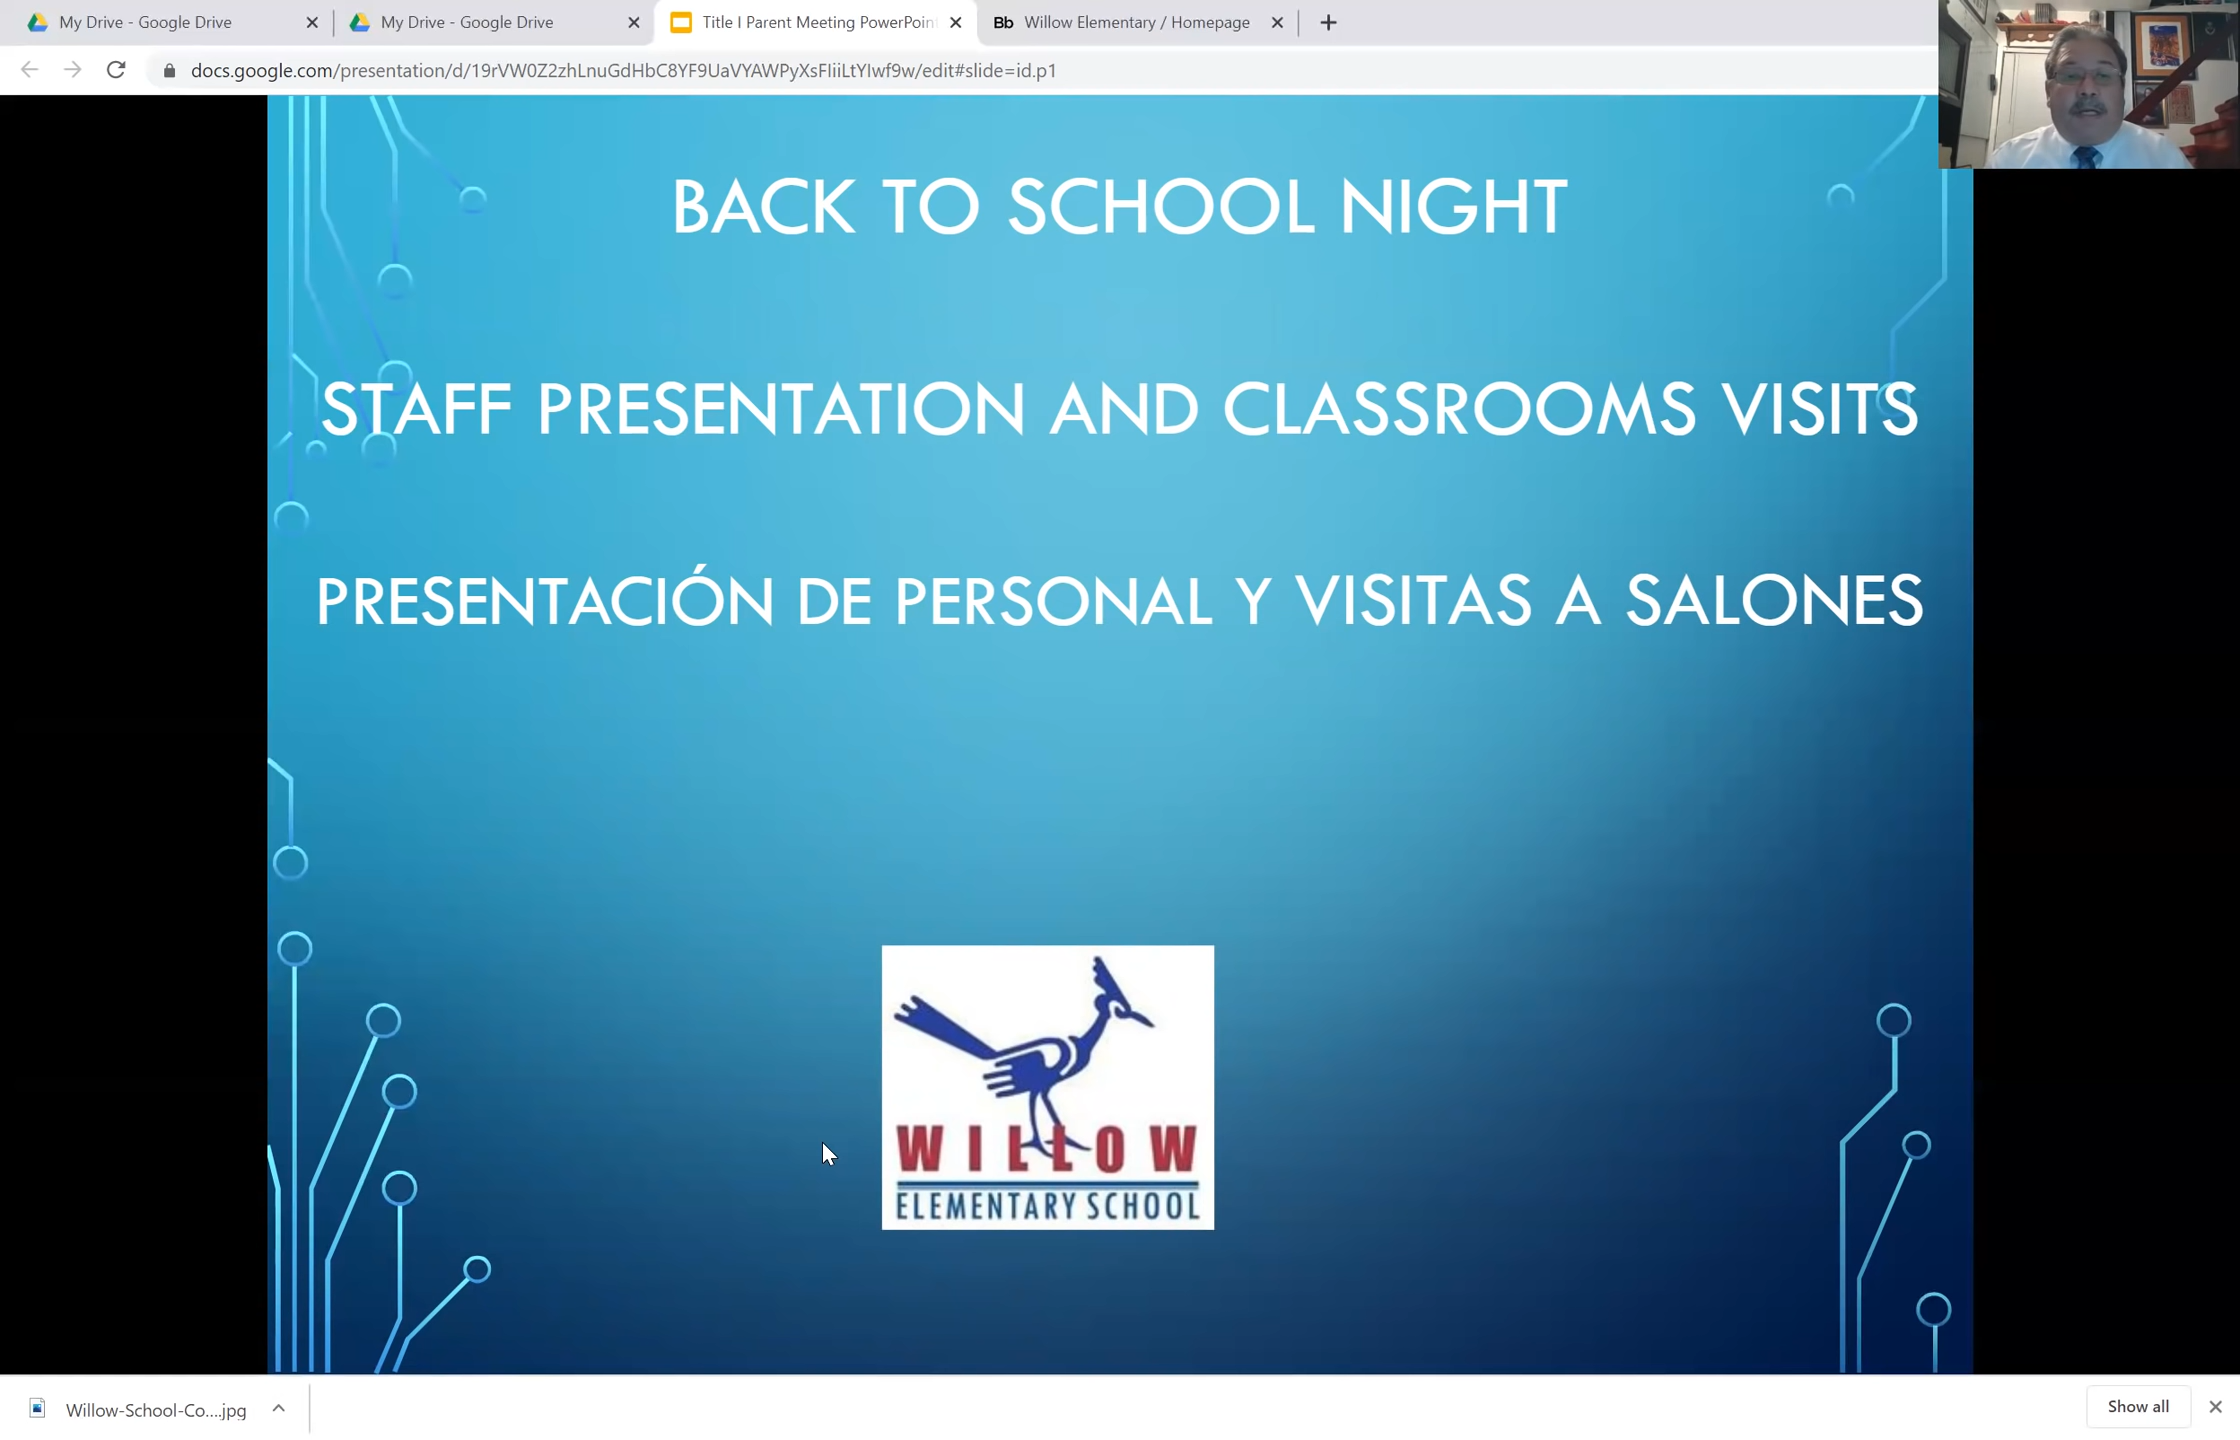 My Drive - Google Drive
My Drive - Google Drive
Title I Parent Meeting PowerPoin
Bb Willow Elementary / Homepage
docs.google.com/presentation/d/19rVW0Z2zhLnuGdHbC8YF9UaVYAWPyXsFIiiLtYIwf9w/edit#slide=id.p1
BACK TO SCHOOL NIGHT
STAFF PRESENTATION AND CLASSROOMS VISITS
PRESENTACIÓN DE PERSONAL Y VISITAS A SALONES
WILLOW
ELEMENTARY SCHOOL
Willow-School-Co....jpg
Show all